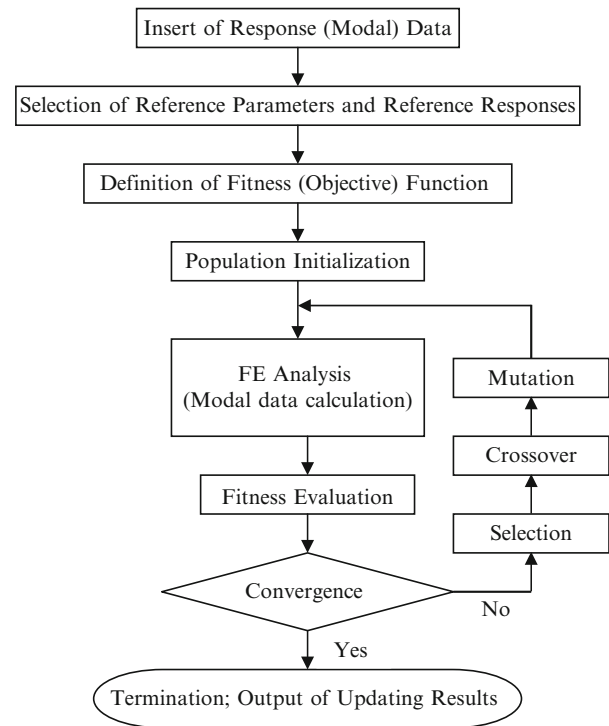 Insert of Response (Modal) Data
Selection of Reference Parameters and Reference Responses
Definition of Fitness (Objective) Function
Population Initialization
FE Analysis
(Modal data calculation)
Mutation
Crossover
Fitness Evaluation
Selection
Convergence
No
Yes
Termination; Output of Updating Results